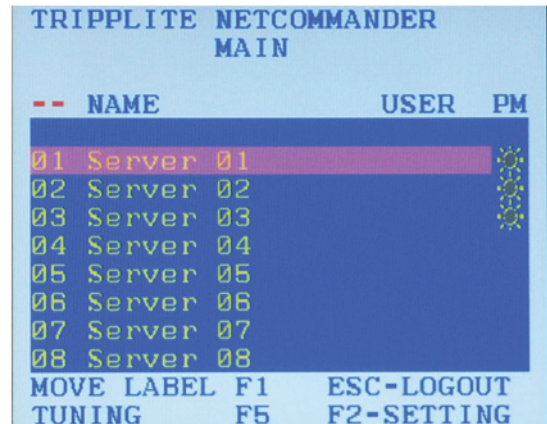 TRIPPLITE NETCOMMANDER
MAIN
-- NAME USER PM
01 Server 01
02 Server 02
03 Server 03
04 Server 04
05 Server 05
06 Server 06
07 Server 07
08 Server 08
MOVE LABEL F1 ESC-LOGOUT
TUNING F5 F2-SETTING